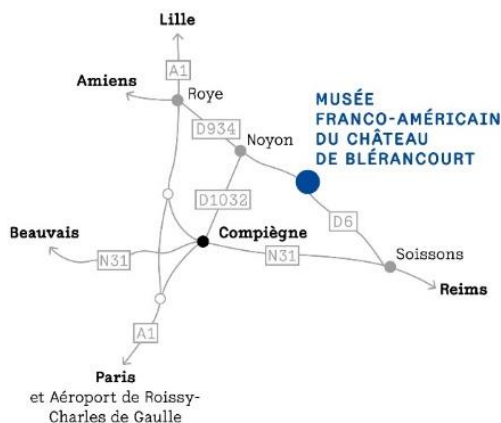 Lille
A1
Amiens
Roye
MUSÉE
FRANCO-AMÉRICAIN
DU CHÂTEAU
DE BLÉRANCOURT
D934
Noyon
D1032
D6
Beauvais
Compiègne
N31
N31
Soissons
Reims
A1
Paris
et Aéroport de Roissy-
Charles de Gaulle